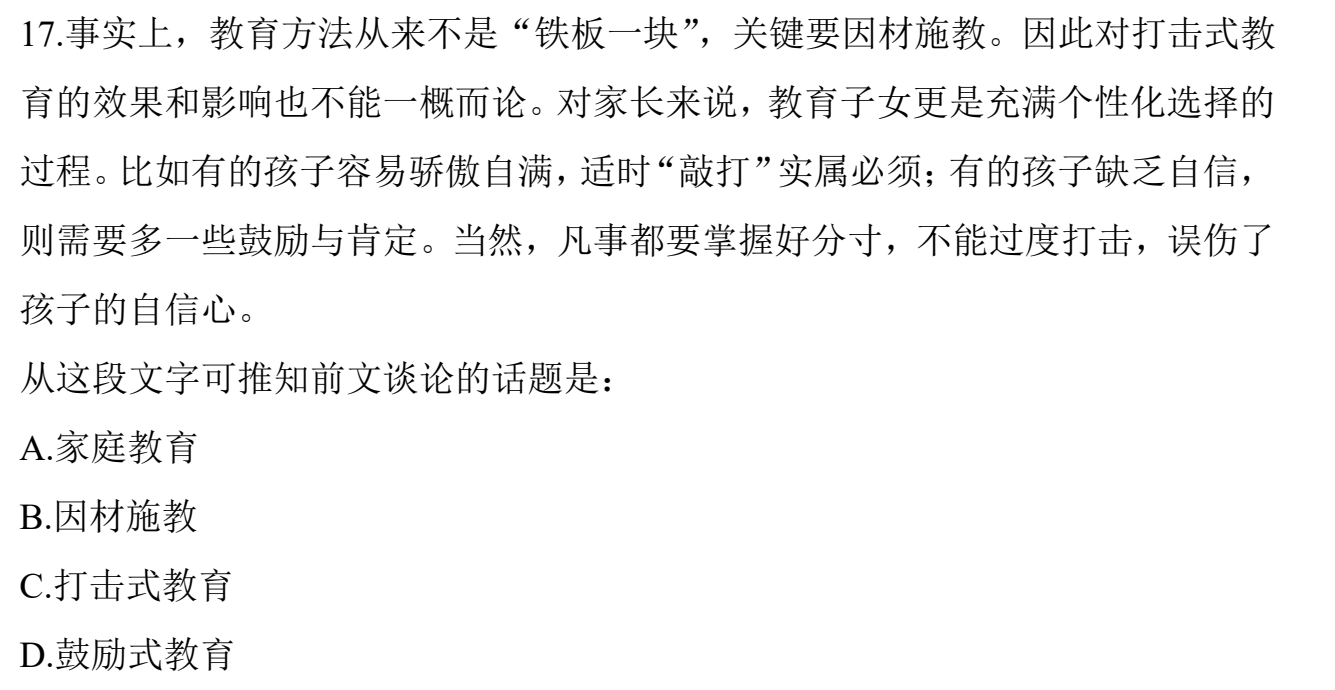 17.事实上，教育方法从来不是“铁板一块”，关键要因材施教。因此对打击式教
育的效果和影响也不能一概而论。对家长来说，教育子女更是充满个性化选择的
过程。比如有的孩子容易骄傲自满，适时“敲打”实属必须；有的孩子缺乏自信，
则需要多一些鼓励与肯定。当然，凡事都要掌握好分寸，不能过度打击，误伤了
孩子的自信心。
从这段文字可推知前文谈论的话题是：
A.家庭教育
B.因材施教
C.打击式教育
D.鼓励式教育